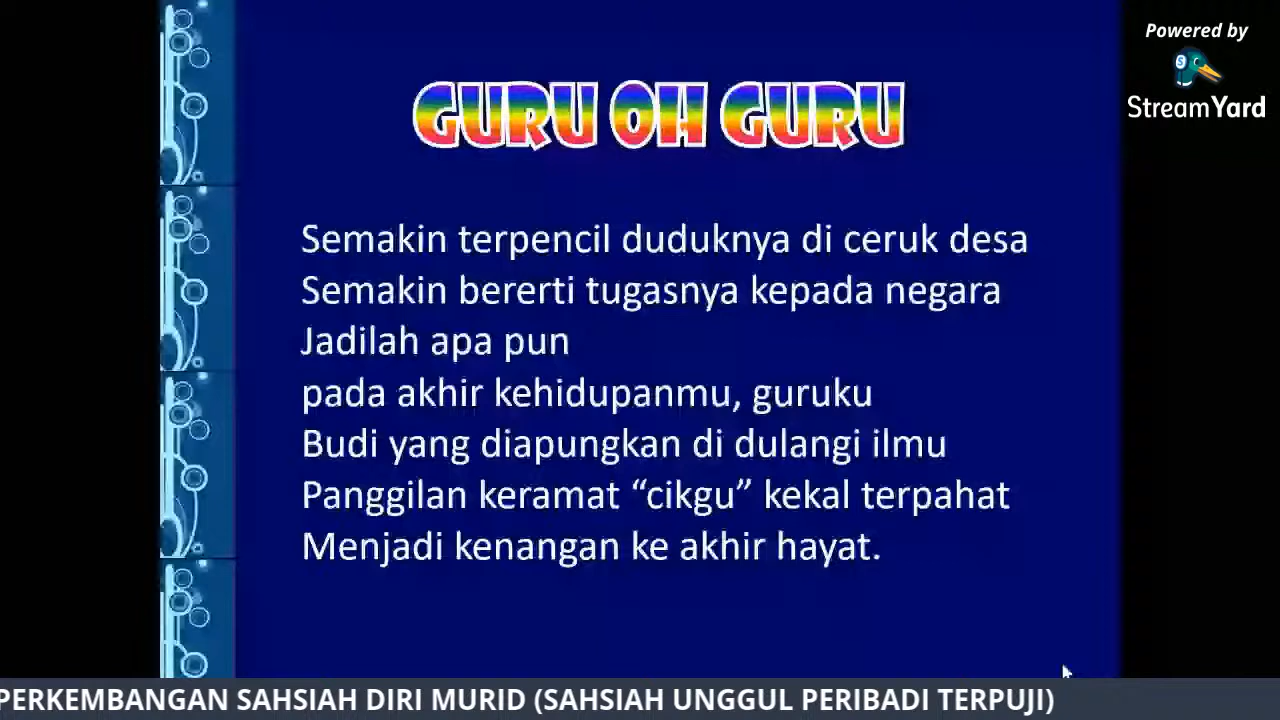 Powered by
StreamYard
GURU OH GURU
Semakin terpencil duduknya di ceruk desa
Semakin bererti tugasnya kepada negara
Jadilah apa pun
pada akhir kehidupanmu, guruku
Budi yang diapungkan di dulangi ilmu
Panggilan keramat “cikgu” kekal terpahat
Menjadi kenangan ke akhir hayat.
PERKEMBANGAN SAHSIAH DIRI MURID (SAHSIAH UNGGUL PERIBADI TERPUJI)